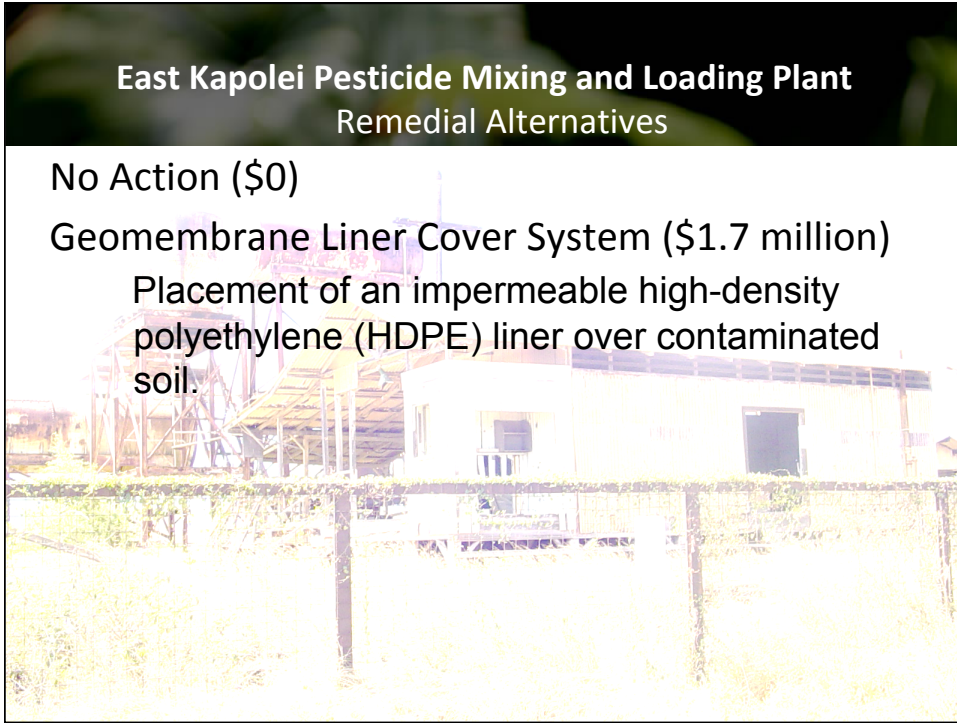 East Kapolei Pesticide Mixing and Loading Plant
Remedial Alternatives
No Action ($0)
Geomembrane Liner Cover System ($1.7 million)
Placement of an impermeable high-density
polyethylene (HDPE) liner over contaminated
soil.